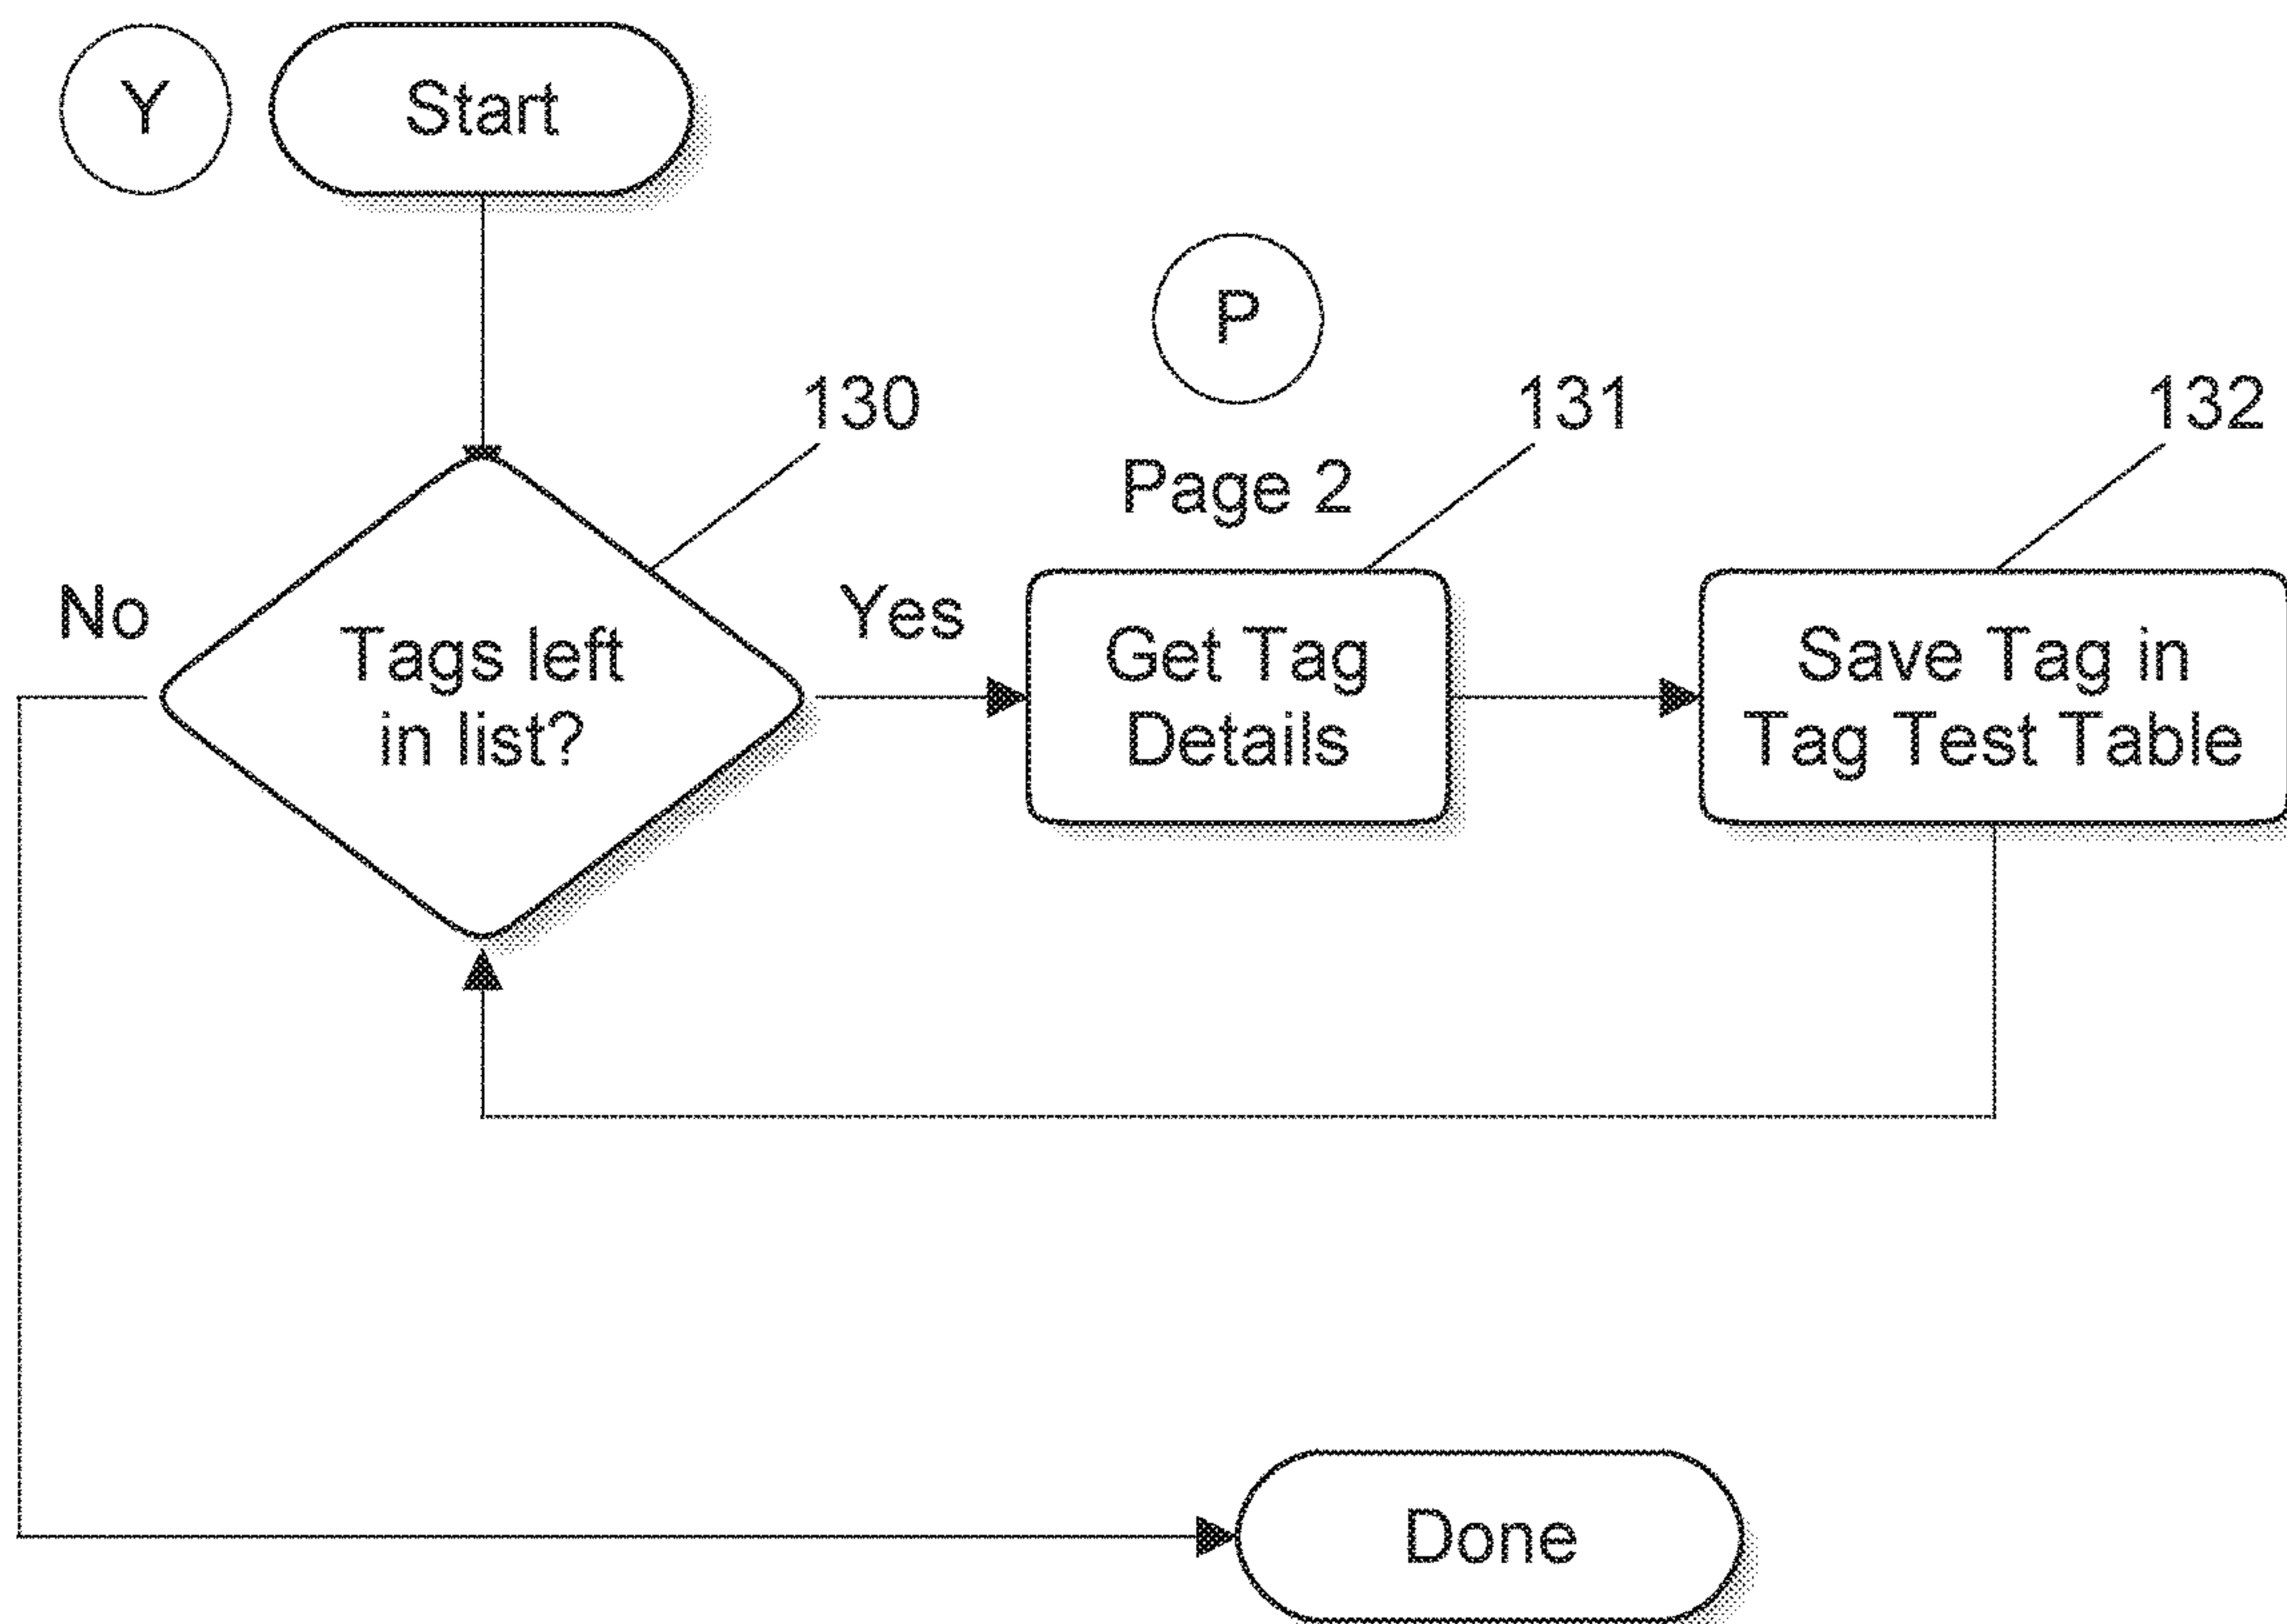 Y
Start
P
130
131
132
Page 2
No
Yes
Tags left
in list?
Get Tag
Details
Save Tag in
Tag Test Table
Done